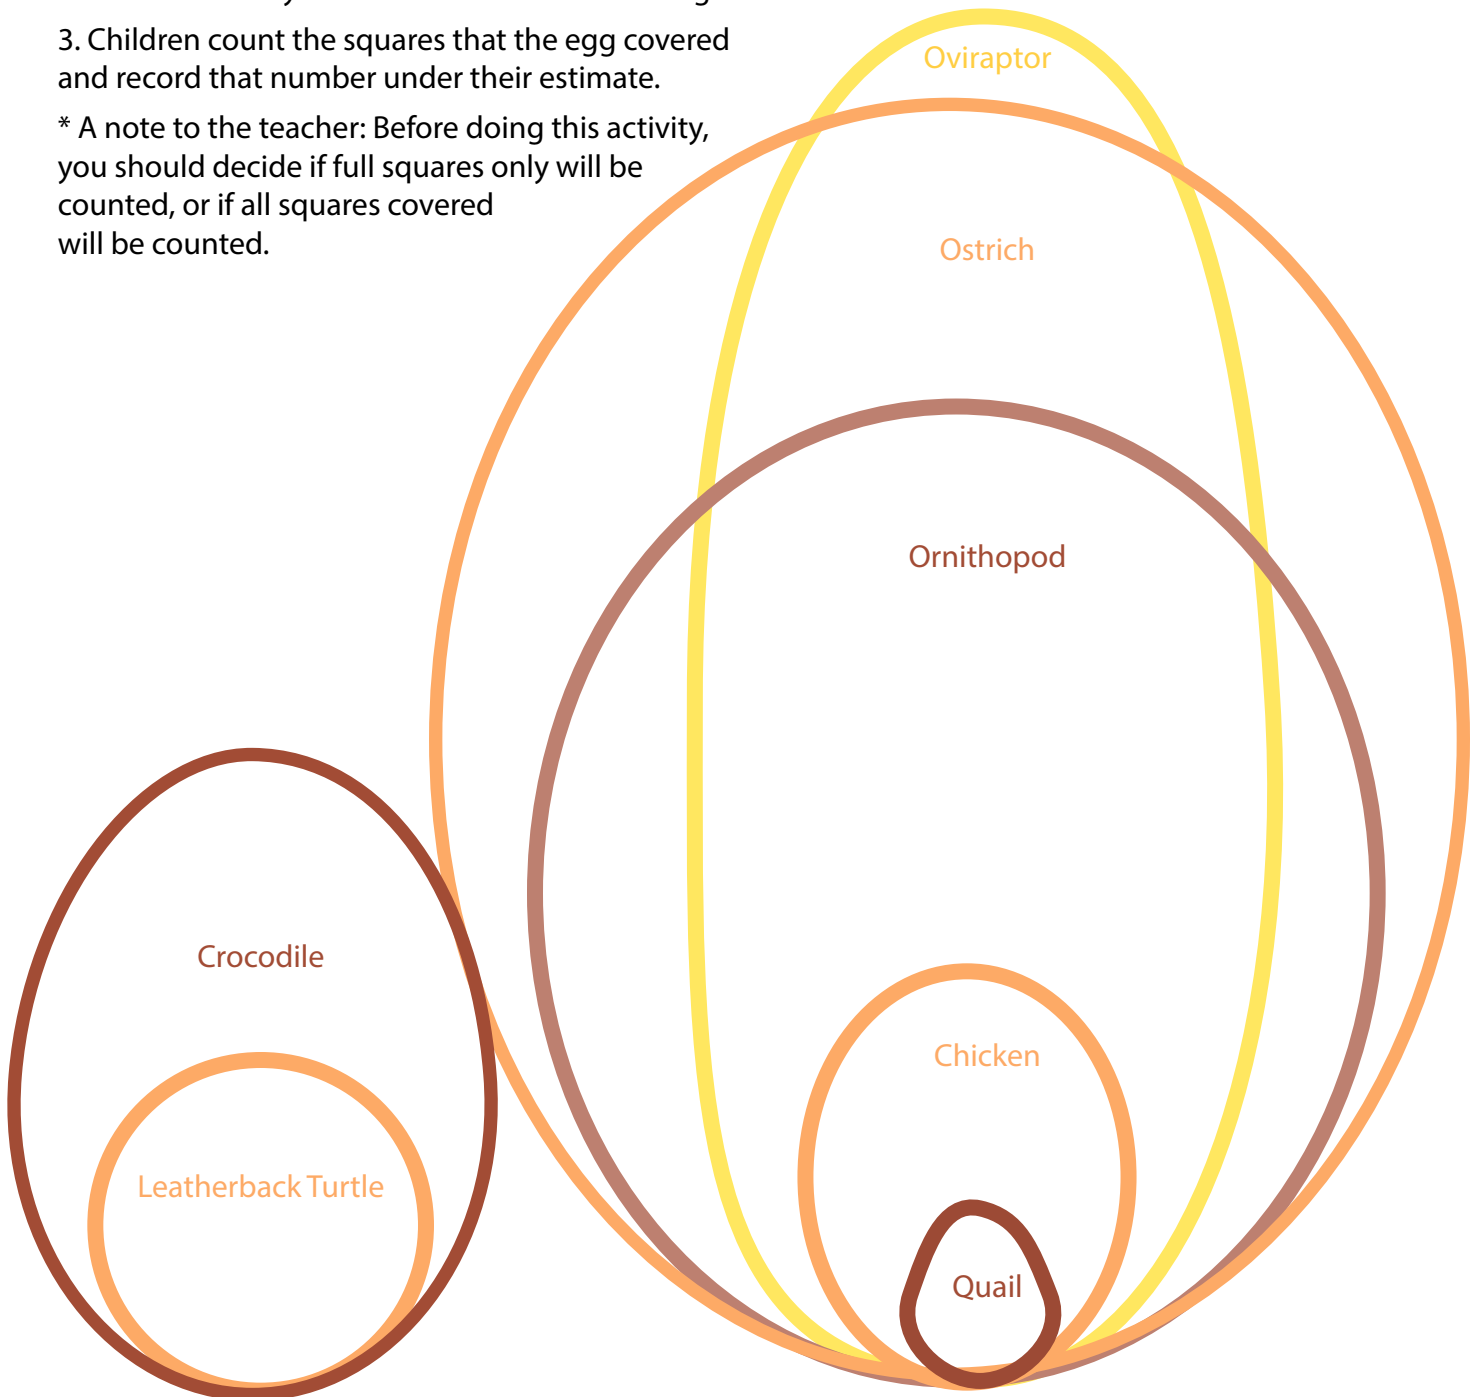 3. Children count the squares that the egg covered
and record that number under their estimate.
* A note to the teacher: Before doing this activity,
you should decide if full squares only will be
counted, or if all squares covered
will be counted.
Oviraptor
Ostrich
Ornithopod
Crocodile
Chicken
Leatherback Turtle
Quail